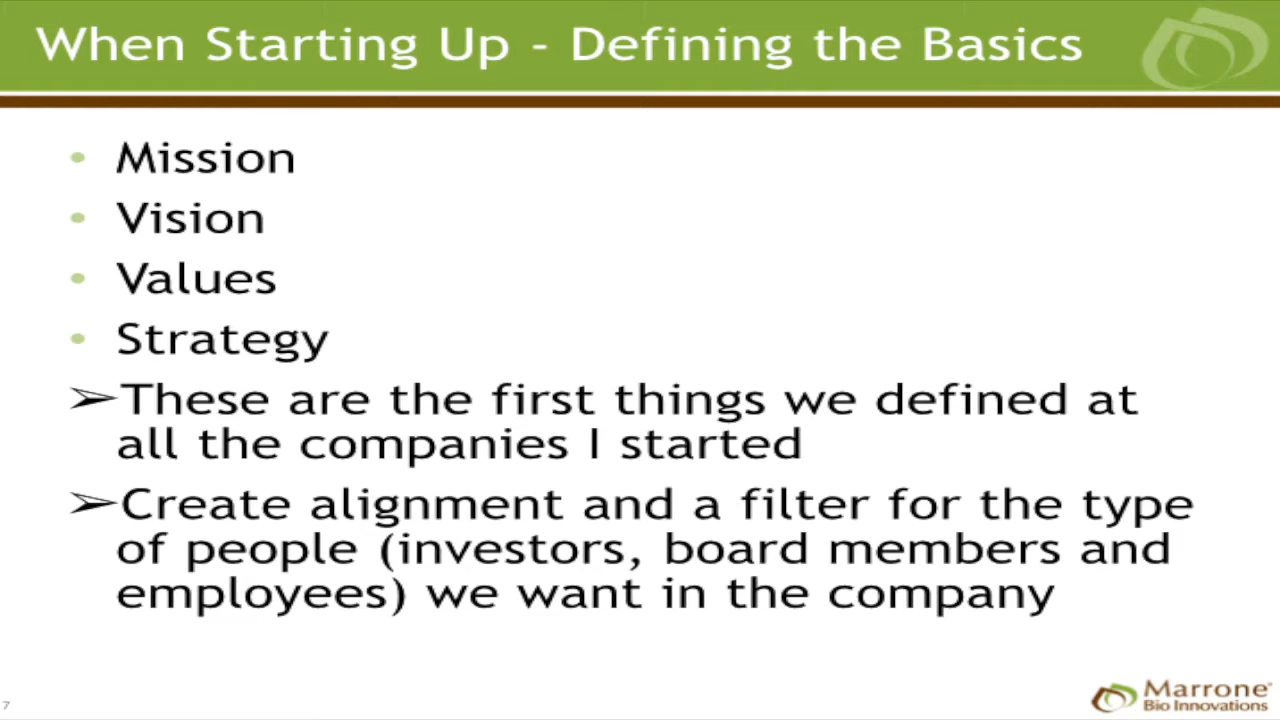 When Starting Up - Defining the Basics
• Mission
• Vision
• Values
• Strategy
➢These are the first things we defined at
all the companies I started
➢Create alignment and a filter for the type
of people (investors, board members and
employees) we want in the company
7
Marrone®
Bio Innovations